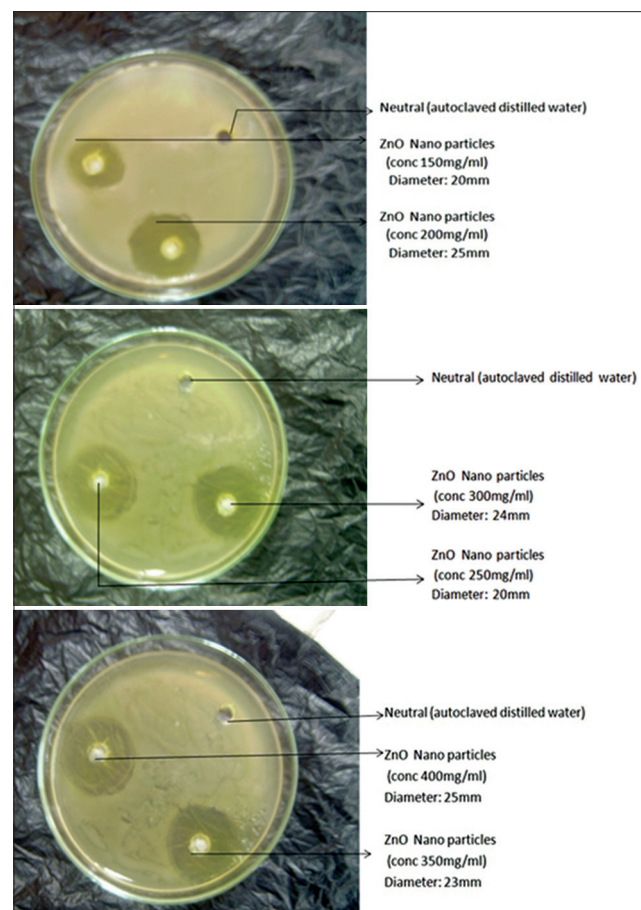 Neutral (autoclaved distilled water)
ZnO Nano particles
(conc 150mg/ml)
Diameter: 20mm
ZnO Nano particles
(conc 200mg/ml)
Diameter: 25mm
Neutral (autoclaved distilled water)
ZnO Nano particles
(conc 300mg/ml)
Diameter: 24mm
ZnO Nano particles
(conc 250mg/ml)
Diameter: 20mm
Neutral (autoclaved distilled water)
ZnO Nano particles
(conc 400mg/ml)
Diameter: 25mm
ZnO Nano particles
(conc 350mg/ml)
Diameter: 23mm